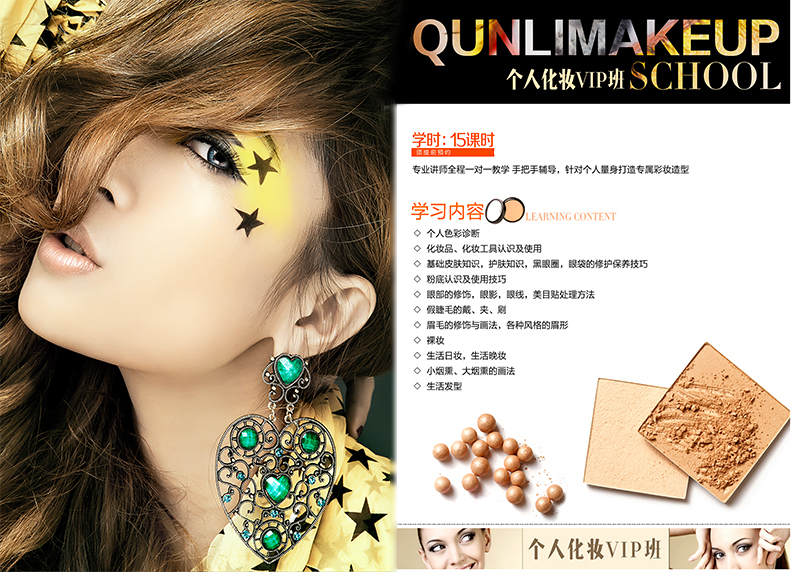 QUNLIMAKEUP
个人化妆VIP班 SCHOOL
学时:15课时
须提前预约
专业讲师全程一对一教学 手把手辅导，针对个人量身打造专属彩妆造型
学习内容 LEARNING CONTENT
◇ 个人色彩诊断
◇ 化妆品、化妆工具认识及使用
◇ 基础皮肤知识，护肤知识，黑眼圈，眼袋的修护保养技巧
◇ 粉底认识及使用技巧
◇ 眼部的修饰，眼影，眼线，美目贴处理方法
◇ 假睫毛的戴、夹、刷
◇ 眉毛的修饰与画法，各种风格的眉形
◇ 裸妆
◇ 生活日妆，生活晚妆
◇ 小烟熏、大烟熏的画法
◇ 生活发型
个人化妆VIP班